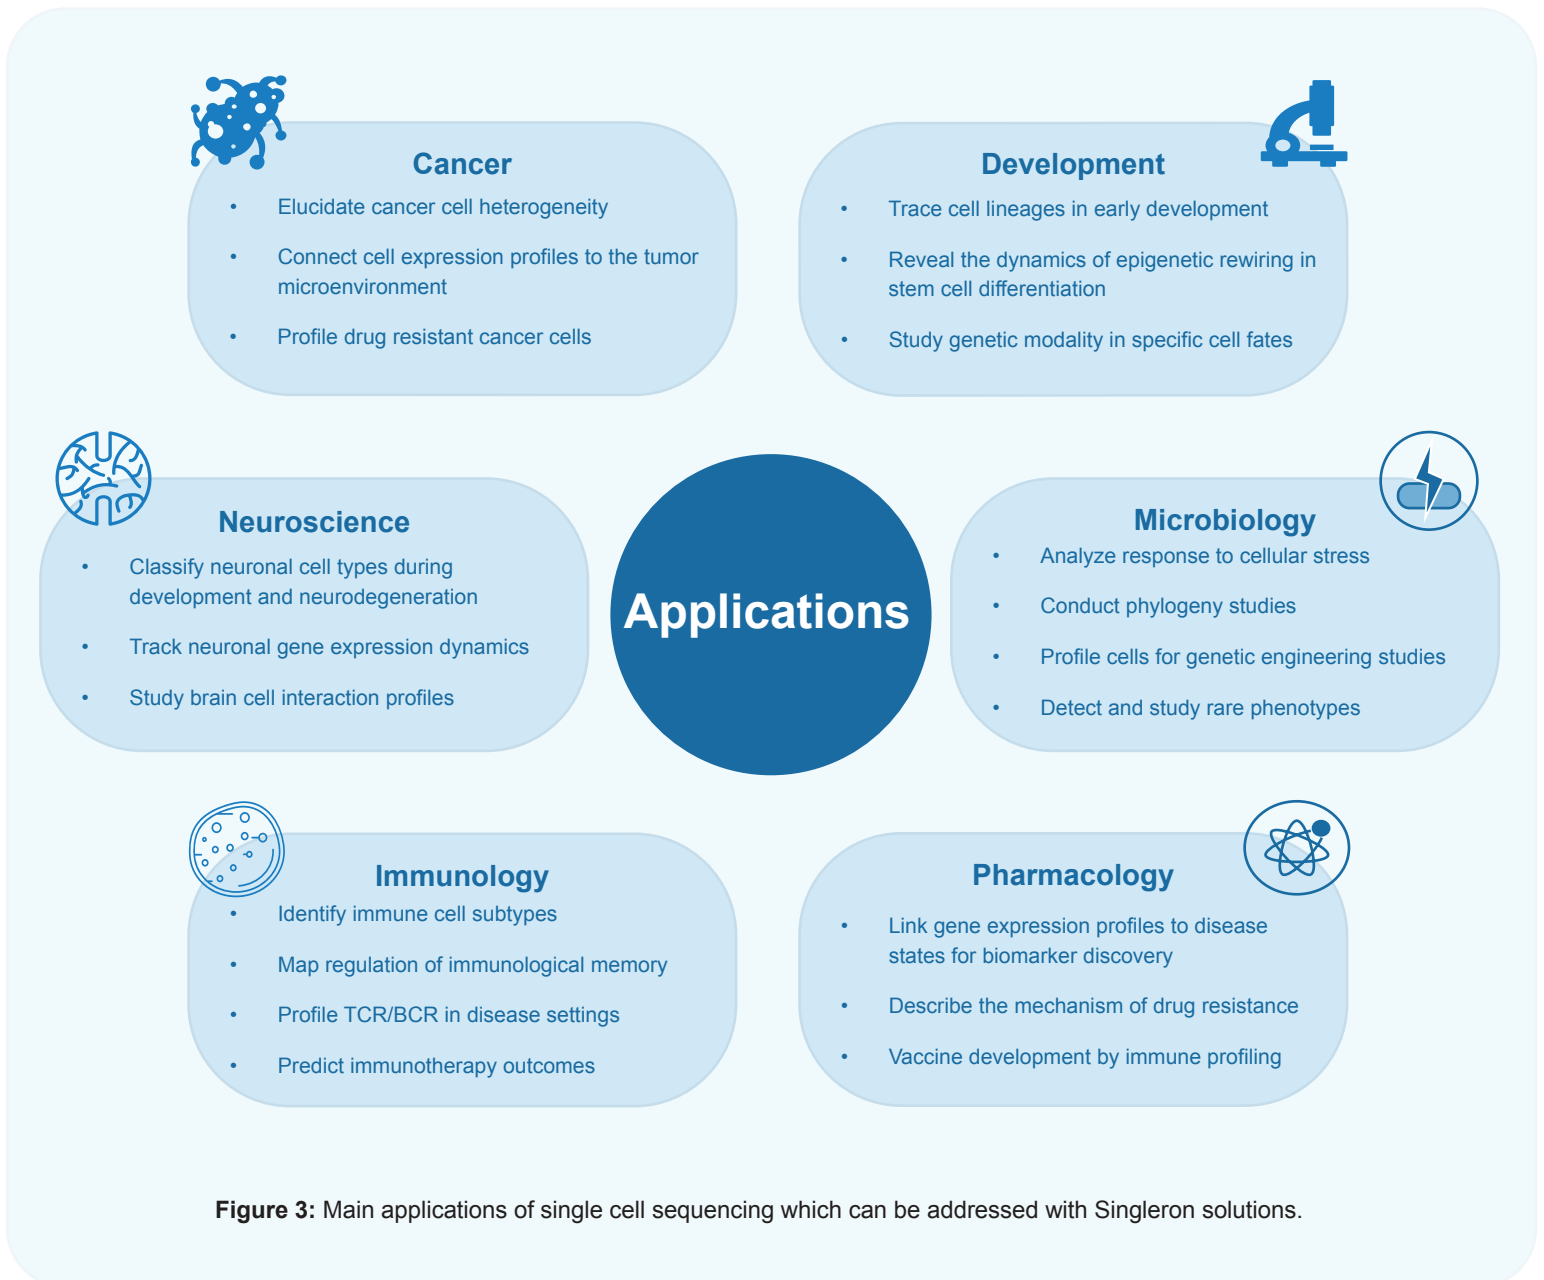 Cancer
• Elucidate cancer cell heterogeneity
• Connect cell expression profiles to the tumor
microenvironment
• Profile drug resistant cancer cells
Development
• Trace cell lineages in early development
• Reveal the dynamics of epigenetic rewiring in
stem cell differentiation
• Study genetic modality in specific cell fates
Neuroscience
• Classify neuronal cell types during
development and neurodegeneration
• Track neuronal gene expression dynamics
• Study brain cell interaction profiles
Applications
Microbiology
• Analyze response to cellular stress
• Conduct phylogeny studies
• Profile cells for genetic engineering studies
• Detect and study rare phenotypes
Immunology
• Identify immune cell subtypes
• Map regulation of immunological memory
• Profile TCR/BCR in disease settings
• Predict immunotherapy outcomes
Pharmacology
• Link gene expression profiles to disease
states for biomarker discovery
• Describe the mechanism of drug resistance
• Vaccine development by immune profiling
Figure 3: Main applications of single cell sequencing which can be addressed with Singleron solutions.